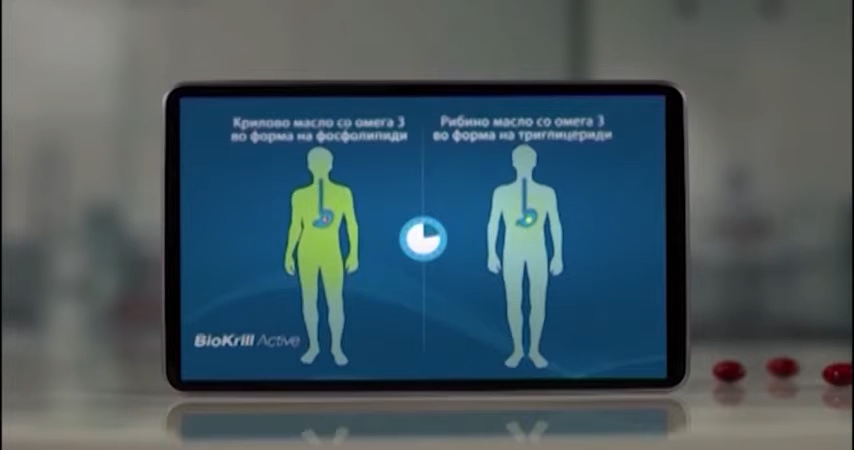 Крилово масло со омега 3
во форма на фосфолипиди
Рибино масло со омега 3
во форма на триглицериди
BioKrill Active